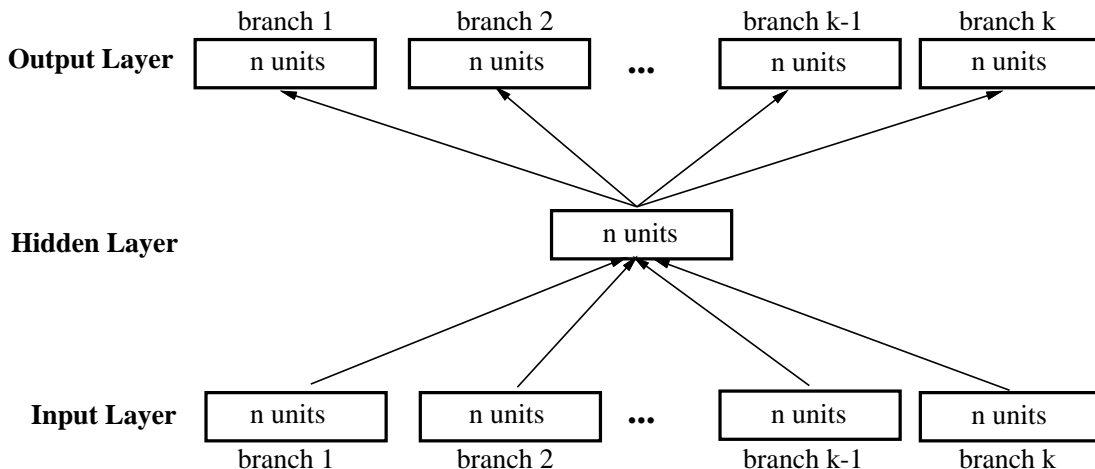 branch 1 branch 2 branch k-1 branch k
Output Layer n units n units ... n units n units
Hidden Layer n units
Input Layer n units n units ... n units n units
branch 1 branch 2 branch k-1 branch k